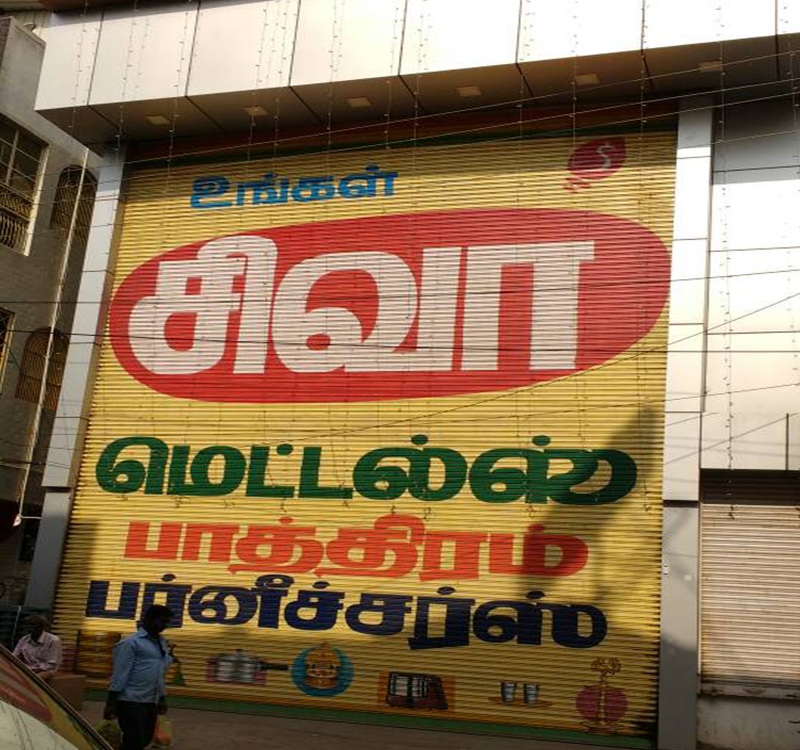 உங்கள்
சிவா
மெட்டல்ஸ்
பாத்திரம்
பர்னீச்சர்ஸ்